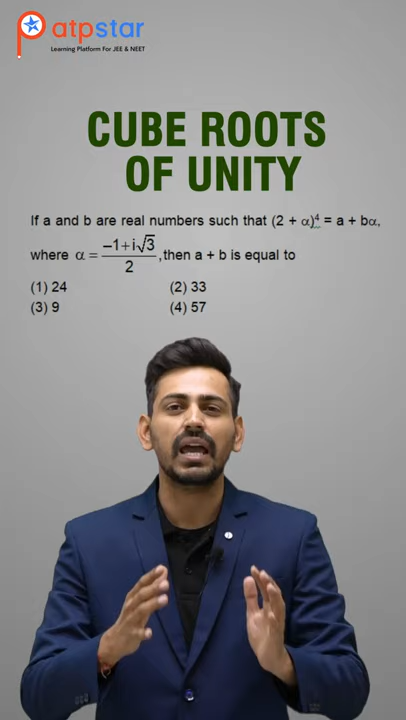 Patpstar
Learning Platform For JEE & NEET
CUBE ROOTS
OF UNITY
If a and b are real numbers such that (2 + α)⁴ = a + bα,
where α = (−1+i√3)/2 ,then a + b is equal to
(1) 24 (2) 33
(3) 9 (4) 57